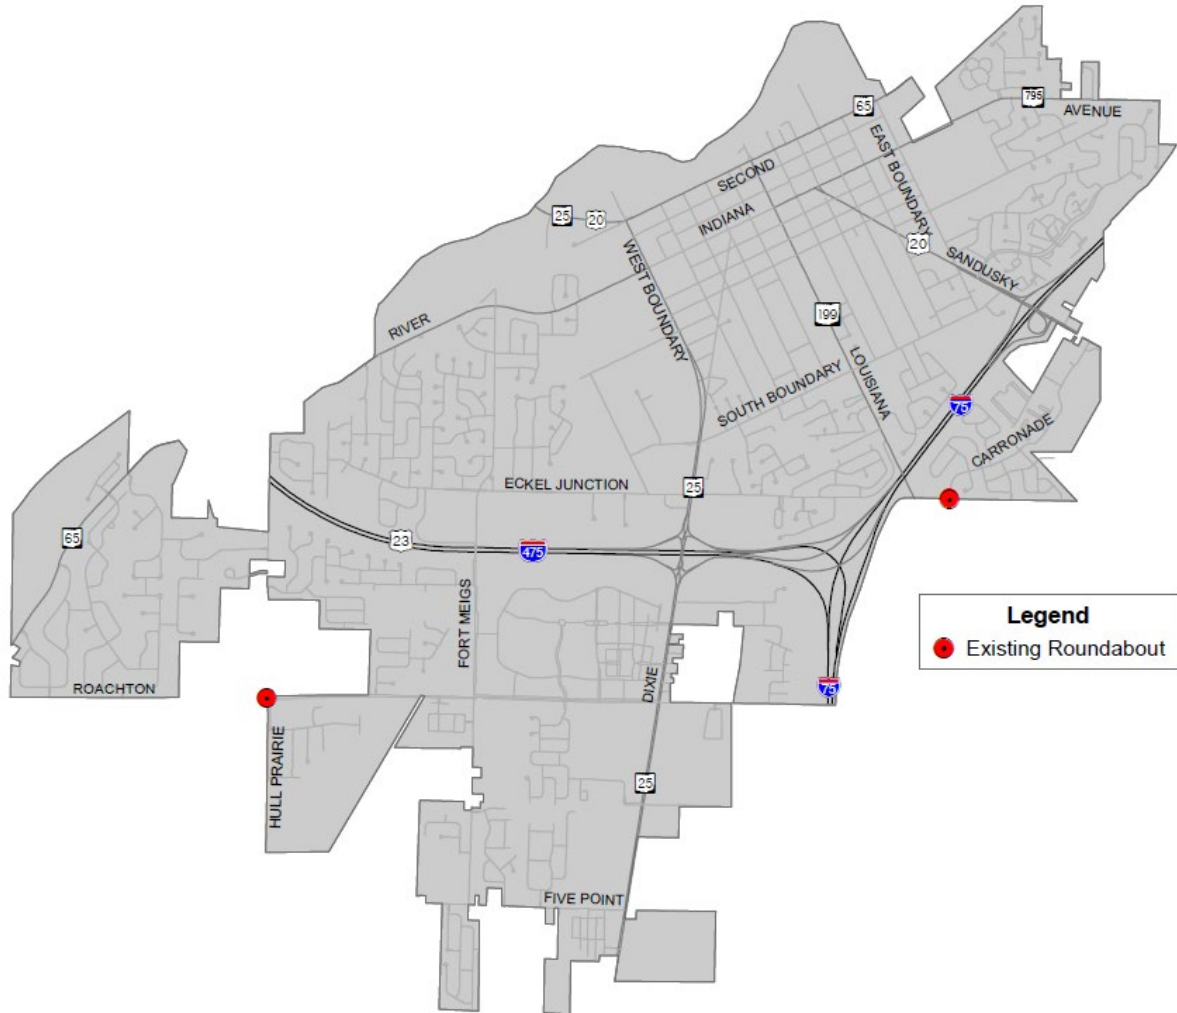 795
AVENUE
65
EAST BOUNDARY
SECOND
25
20
INDIANA
20
SANDUSKY
WEST BOUNDARY
199
RIVER
LOUISIANA
SOUTH BOUNDARY
75
CARRONADE
ECKEL JUNCTION
25
65
23
475
FORT MEIGS
Legend
Existing Roundabout
ROACHTON
DIXIE
75
HULL PRAIRIE
25
FIVE POINT